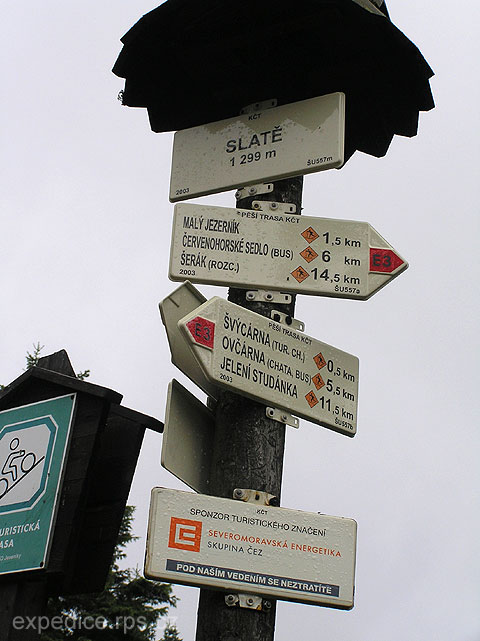 KČT
SLATĚ
1 299 m
2003 ŠU557m
PĚŠÍ TRASA KČT
MALÝ JEZERNÍK 1,5 km
ČERVENOHORSKÉ SEDLO (BUS) 6 km
ŠERÁK (ROZC.) 14,5 km
2003 ŠU557a
E3
PĚŠÍ TRASA KČT
E3
ŠVÝCÁRNA (TUR. CH.) 0,5 km
OVČÁRNA (CHATA, BUS) 5,5 km
JELENÍ STUDÁNKA 11,5 km
2003 ŠU557b
KČT
SPONZOR TURISTICKÉHO ZNAČENÍ
SEVEROMORAVSKÁ ENERGETIKA
SKUPINA ČEZ
POD NAŠÍM VEDENÍM SE NEZTRATÍTE
URISTICKÁ
ASA
expedice.rps.cz